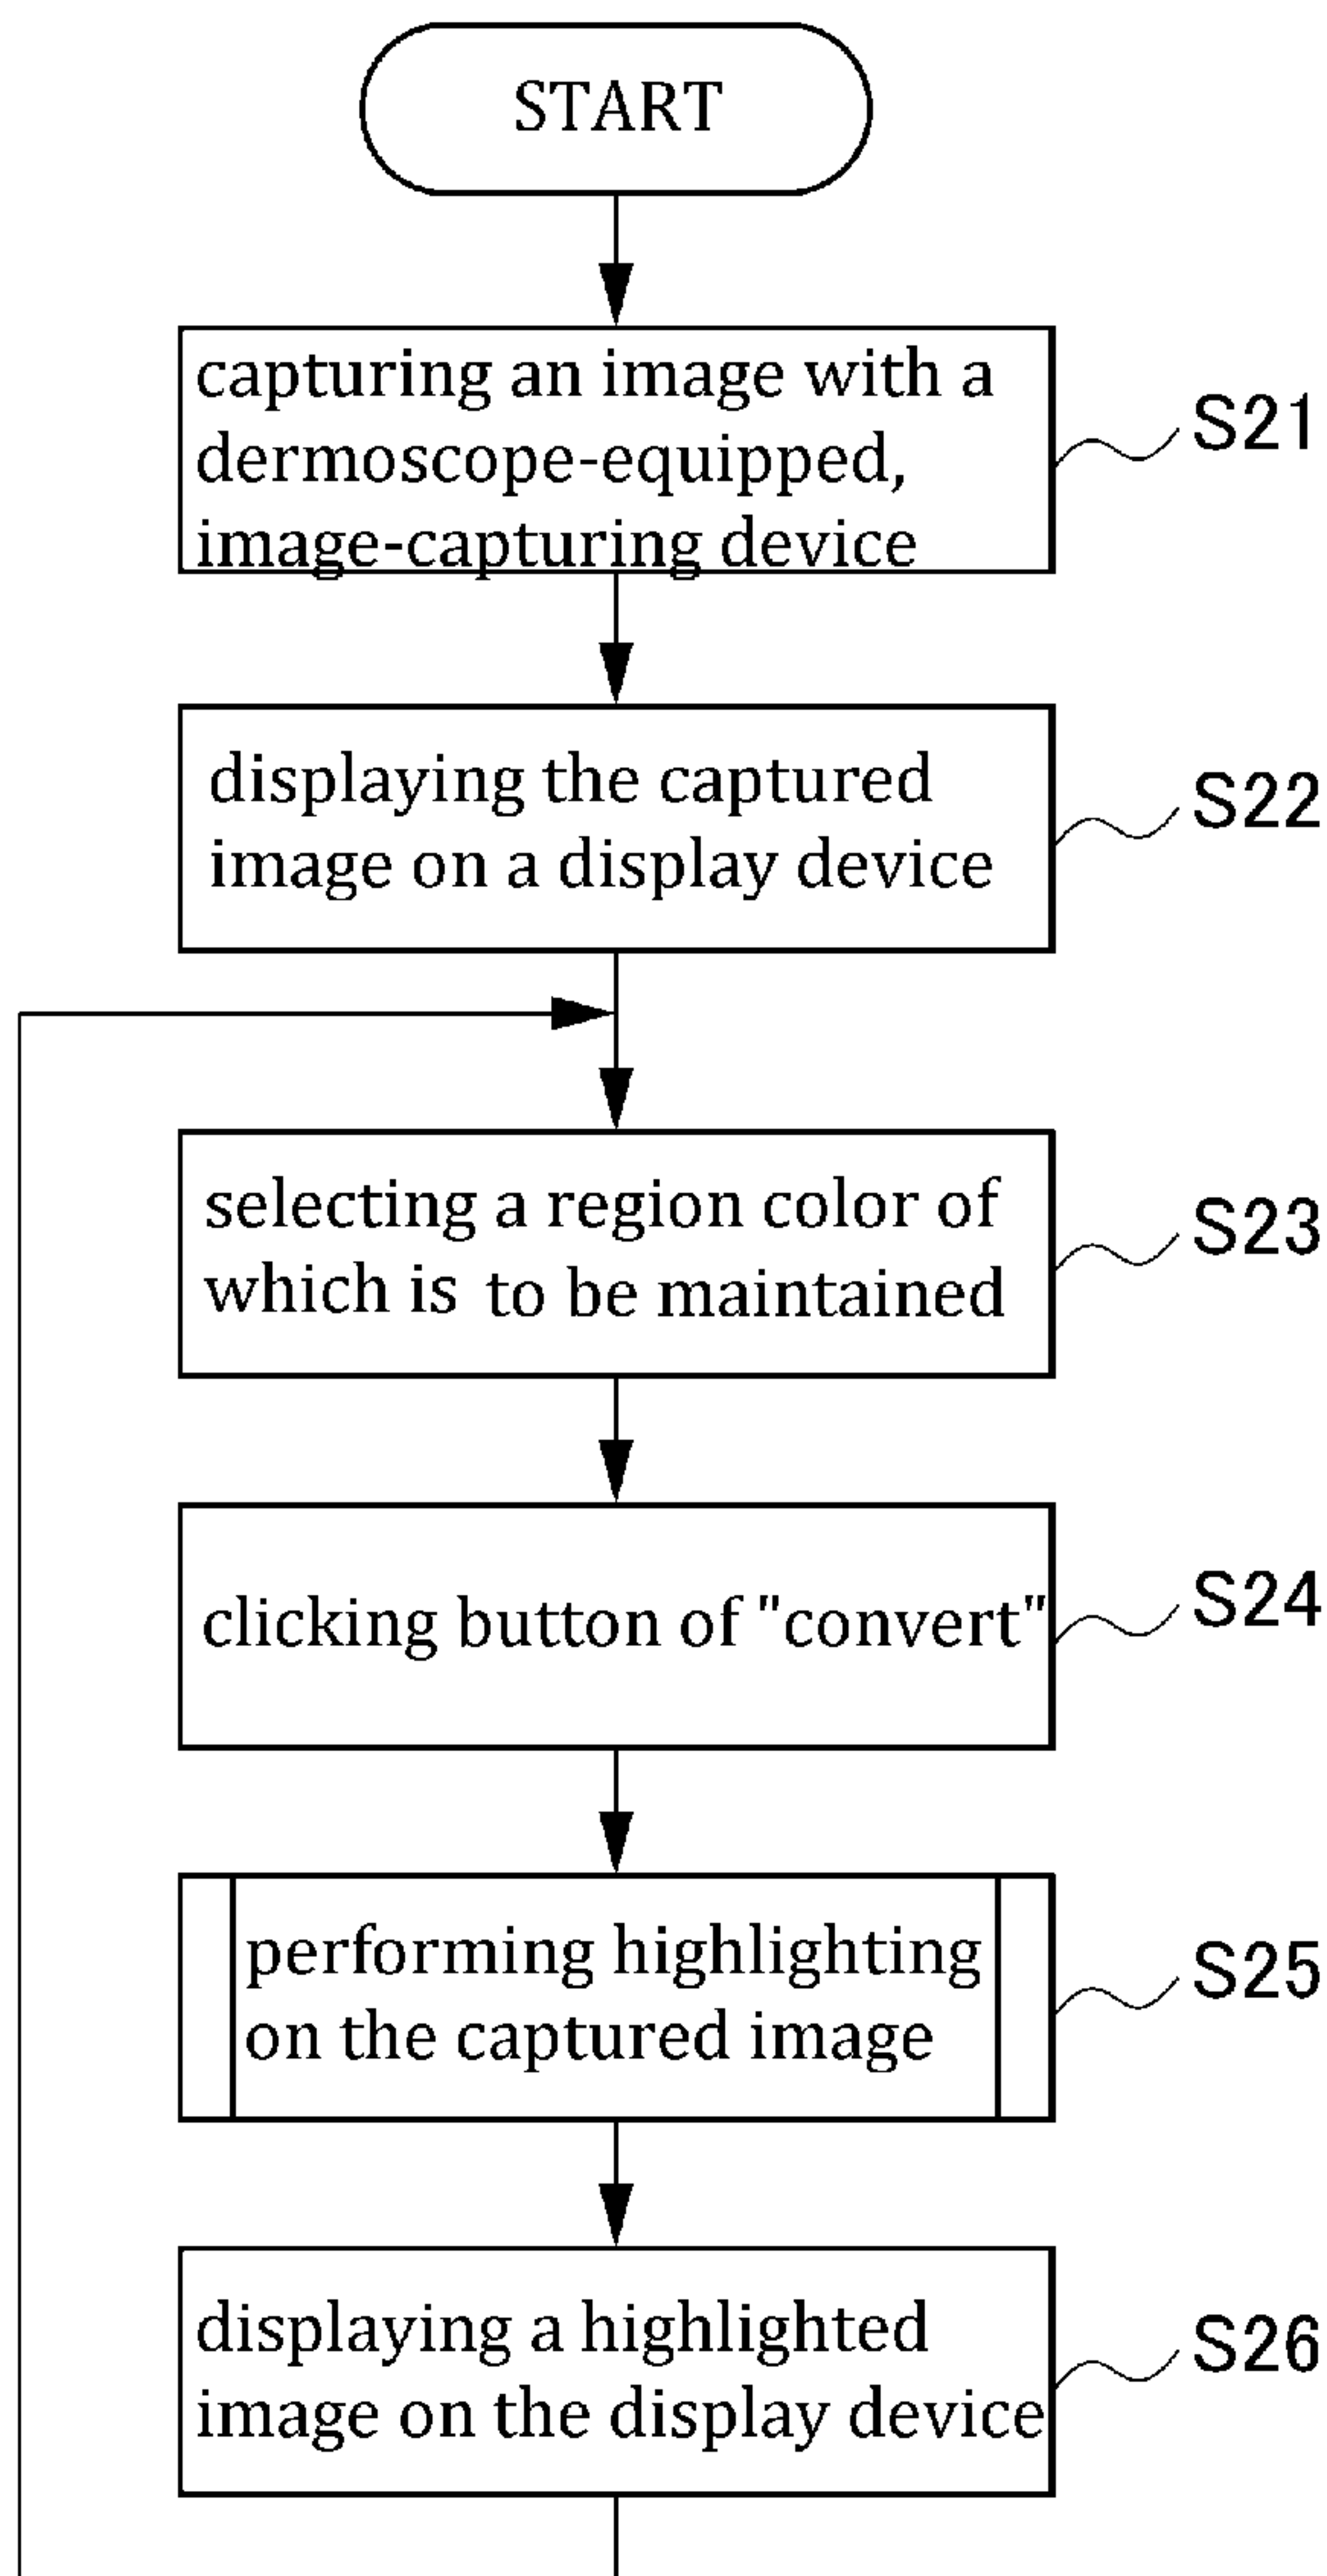 START
capturing an image with a
dermoscope-equipped,
image-capturing device
S21
displaying the captured
image on a display device
S22
selecting a region color of
which is to be maintained
S23
clicking button of "convert"
S24
performing highlighting
on the captured image
S25
displaying a highlighted
image on the display device
S26